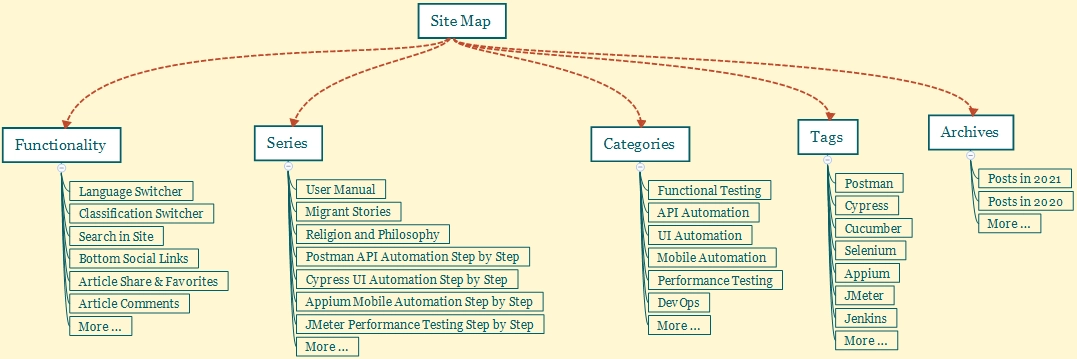 Site Map
Functionality
Language Switcher
Classification Switcher
Search in Site
Bottom Social Links
Article Share & Favorites
Article Comments
More ...
Series
User Manual
Migrant Stories
Religion and Philosophy
Postman API Automation Step by Step
Cypress UI Automation Step by Step
Appium Mobile Automation Step by Step
JMeter Performance Testing Step by Step
More ...
Categories
Functional Testing
API Automation
UI Automation
Mobile Automation
Performance Testing
DevOps
More ...
Tags
Postman
Cypress
Cucumber
Selenium
Appium
JMeter
Jenkins
More ...
Archives
Posts in 2021
Posts in 2020
More ...